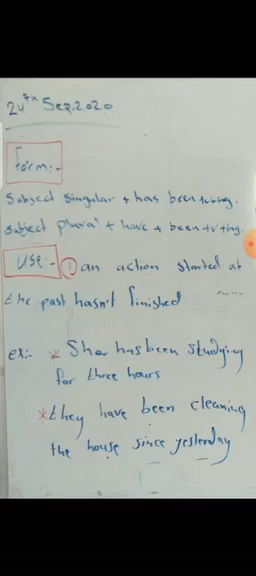 24th Sep.2020
Form:-
Subject Singular + has been+v+ing.
Subject plural + have + been+v+ing.
Use:- ① an action started at
the past hasn't finished
ex:- * She has been studying
for three hours
* they have been cleaning
the house since yesterday